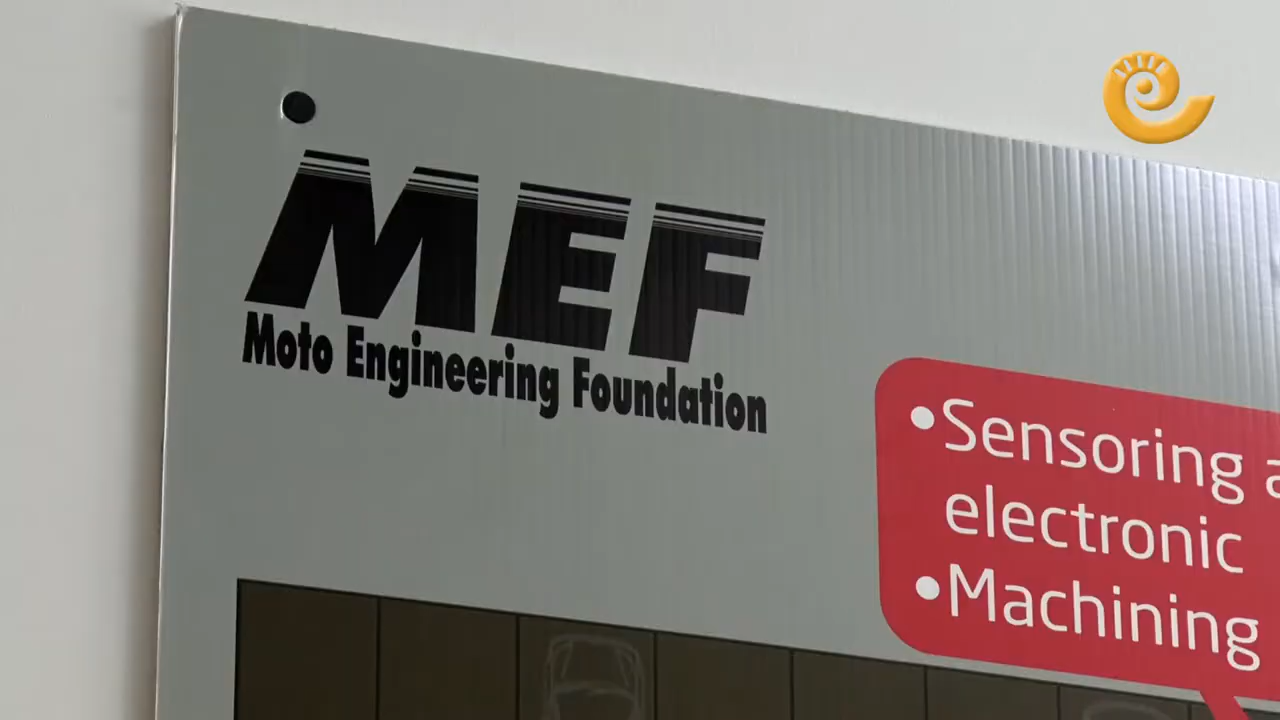 MEF
Moto Engineering Foundation
•Sensoring
electronic
•Machining